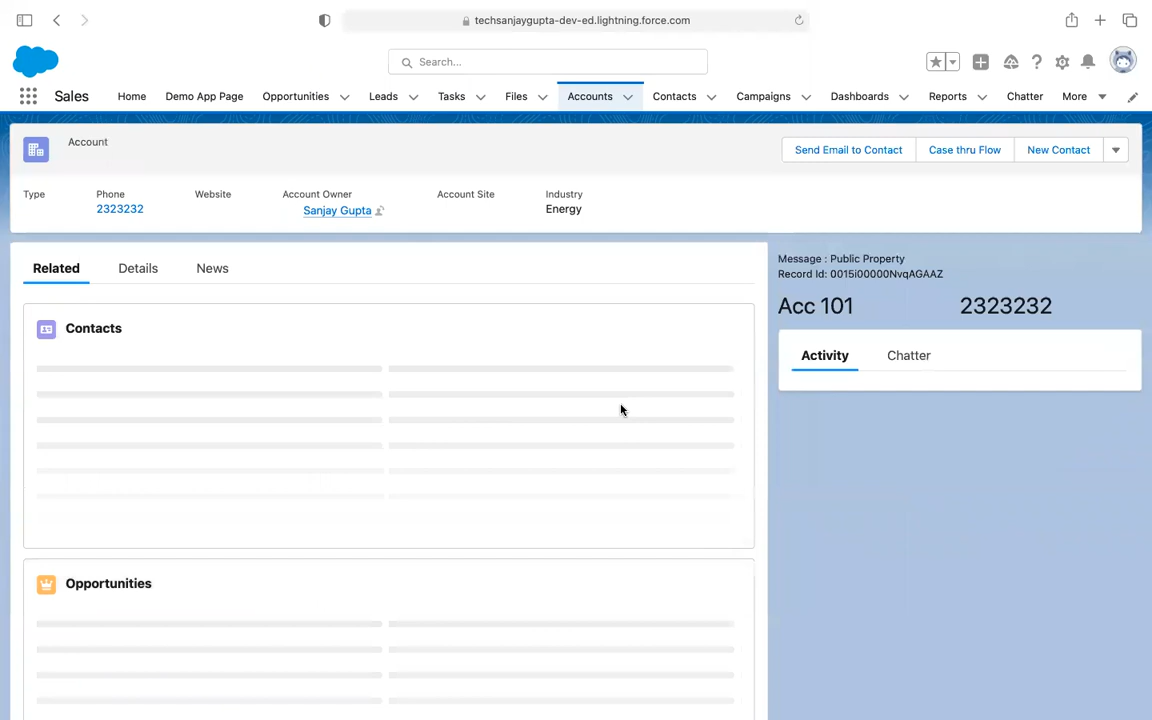 techsanjaygupta-dev-ed.lightning.force.com
Search...
Sales Home Demo App Page Opportunities Leads Tasks Files Accounts Contacts Campaigns Dashboards Reports Chatter More
Account
Send Email to Contact Case thru Flow New Contact
Type Phone Website Account Owner Account Site Industry
2323232 Sanjay Gupta Energy
Related Details News
Message : Public Property
Record Id: 0015i00000NvqAGAAZ
Acc 101 2323232
Contacts
Activity Chatter
Opportunities